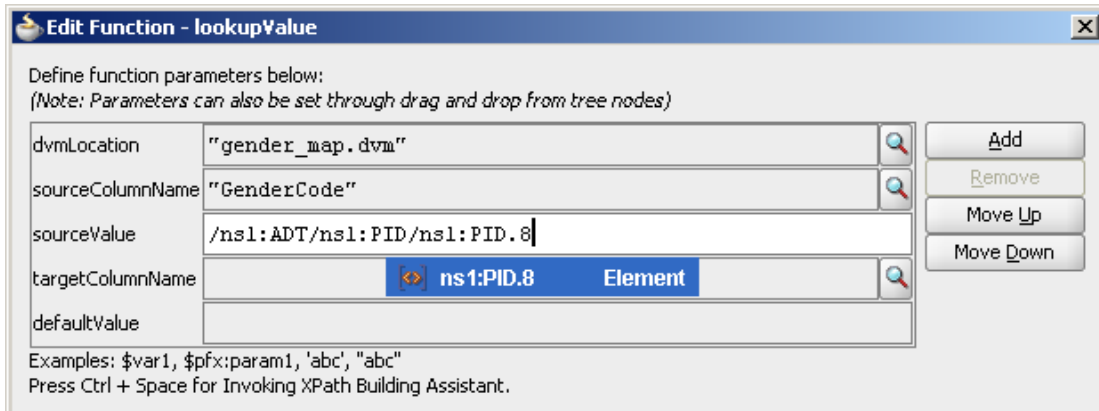 Edit Function - lookupValue
Define function parameters below:
(Note: Parameters can also be set through drag and drop from tree nodes)
dvmLocation "gender_map.dvm"
Add
sourceColumnName "GenderCode"
Remove
sourceValue /ns1:ADT/ns1:PID/ns1:PID.8
Move Up
targetColumnName ns1:PID.8 Element
Move Down
defaultValue
Examples: $var1, $pfx:param1, 'abc', "abc"
Press Ctrl + Space for Invoking XPath Building Assistant.